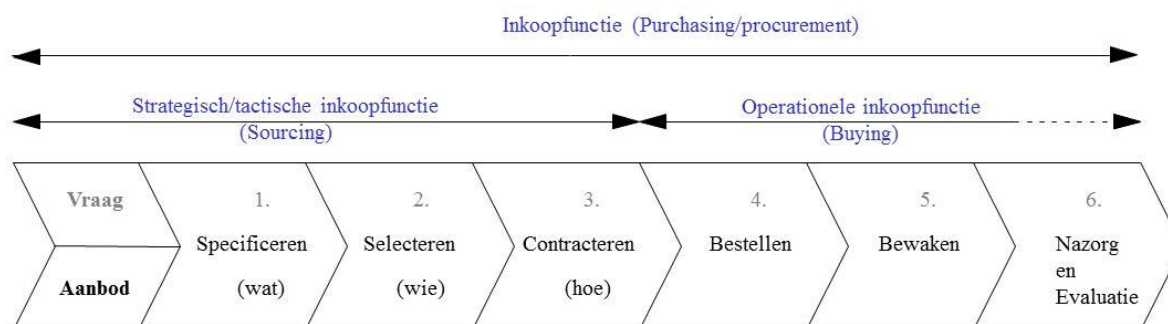 Inkoopfunctie (Purchasing/procurement)
Strategisch/tactische inkoopfunctie
(Sourcing)
Operationele inkoopfunctie
(Buying)
Vraag
Aanbod
1.
Specificeren
(wat)
2.
Selecteren
(wie)
3.
Contracteren
(hoe)
4.
Bestellen
5.
Bewaken
6.
Nazorg
en
Evaluatie